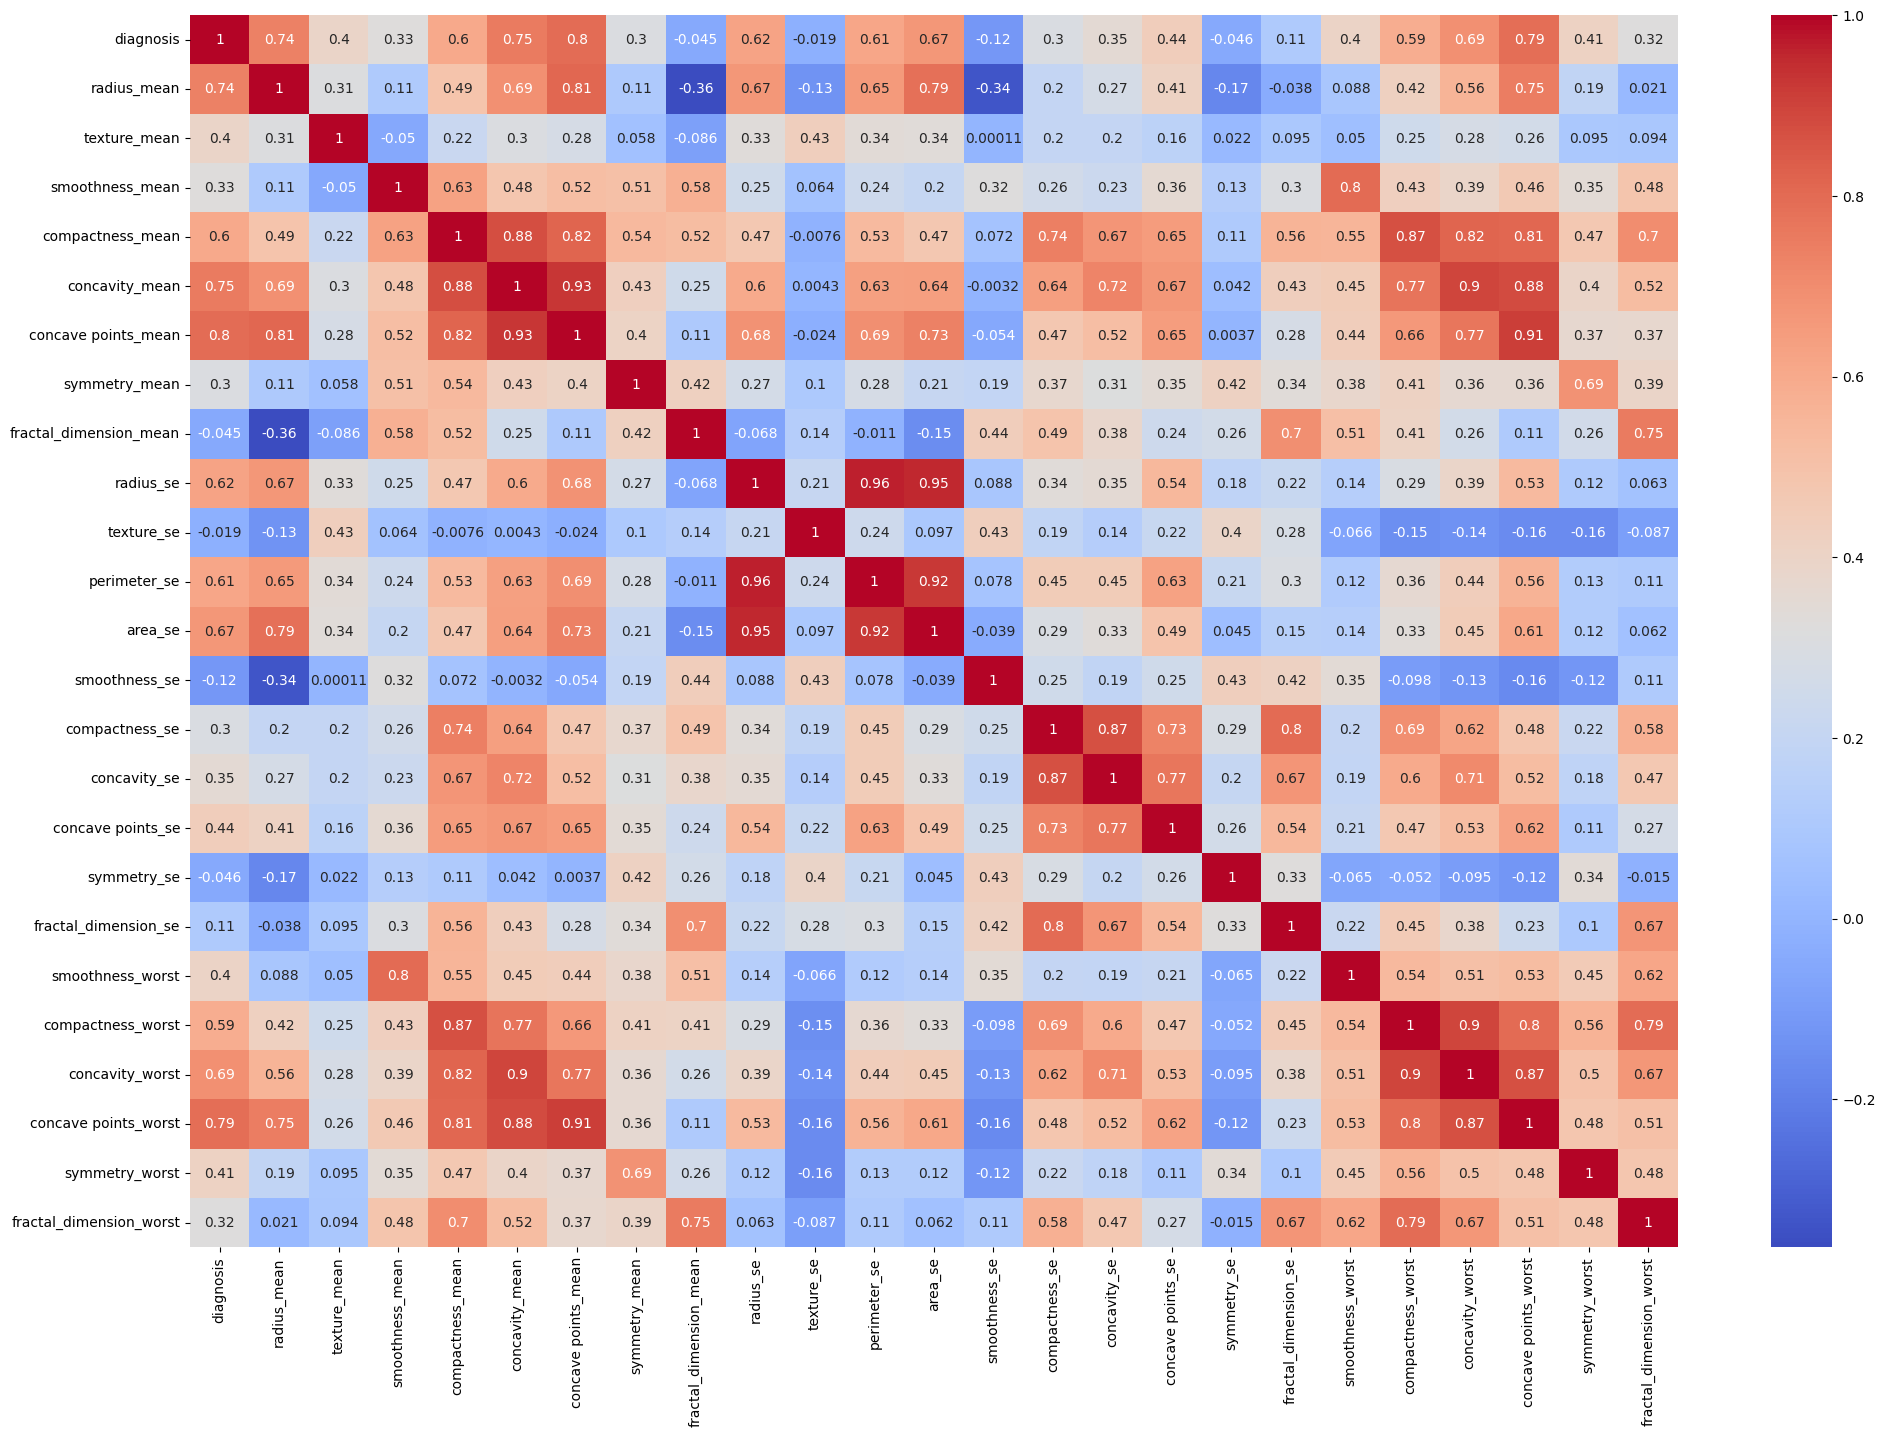 diagnosis 1 0.74 0.4 0.33 0.6 0.75 0.8 0.3 -0.045 0.62 -0.019 0.61 0.67 -0.12 0.3 0.35 0.44 -0.046 0.11 0.4 0.59 0.69 0.79 0.41 0.32
radius_mean 0.74 1 0.31 0.11 0.49 0.69 0.81 0.11 -0.36 0.67 -0.13 0.65 0.79 -0.34 0.2 0.27 0.41 -0.17 -0.038 0.088 0.42 0.56 0.75 0.19 0.021
texture_mean 0.4 0.31 1 -0.05 0.22 0.3 0.28 0.058 -0.086 0.33 0.43 0.34 0.34 0.00011 0.2 0.2 0.16 0.022 0.095 0.05 0.25 0.28 0.26 0.095 0.094
smoothness_mean 0.33 0.11 -0.05 1 0.63 0.48 0.52 0.51 0.58 0.25 0.064 0.24 0.2 0.32 0.26 0.23 0.36 0.13 0.3 0.8 0.43 0.39 0.46 0.35 0.48
compactness_mean 0.6 0.49 0.22 0.63 1 0.88 0.82 0.54 0.52 0.47 -0.0076 0.53 0.47 0.072 0.74 0.67 0.65 0.11 0.56 0.55 0.87 0.82 0.81 0.47 0.7
concavity_mean 0.75 0.69 0.3 0.48 0.88 1 0.93 0.43 0.25 0.6 0.0043 0.63 0.64 -0.0032 0.64 0.72 0.67 0.042 0.43 0.45 0.77 0.9 0.88 0.4 0.52
concave points_mean 0.8 0.81 0.28 0.52 0.82 0.93 1 0.4 0.11 0.68 -0.024 0.69 0.73 -0.054 0.47 0.52 0.65 0.0037 0.28 0.44 0.66 0.77 0.91 0.37 0.37
symmetry_mean 0.3 0.11 0.058 0.51 0.54 0.43 0.4 1 0.42 0.27 0.1 0.28 0.21 0.19 0.37 0.31 0.35 0.42 0.34 0.38 0.41 0.36 0.36 0.69 0.39
fractal_dimension_mean -0.045 -0.36 -0.086 0.58 0.52 0.25 0.11 0.42 1 -0.068 0.14 -0.011 -0.15 0.44 0.49 0.38 0.24 0.26 0.7 0.51 0.41 0.26 0.11 0.26 0.75
radius_se 0.62 0.67 0.33 0.25 0.47 0.6 0.68 0.27 -0.068 1 0.21 0.96 0.95 0.088 0.34 0.35 0.54 0.18 0.22 0.14 0.29 0.39 0.53 0.12 0.063
texture_se -0.019 -0.13 0.43 0.064 -0.0076 0.0043 -0.024 0.1 0.14 0.21 1 0.24 0.097 0.43 0.19 0.14 0.22 0.4 0.28 -0.066 -0.15 -0.14 -0.16 -0.16 -0.087
perimeter_se 0.61 0.65 0.34 0.24 0.53 0.63 0.69 0.28 -0.011 0.96 0.24 1 0.92 0.078 0.45 0.45 0.63 0.21 0.3 0.12 0.36 0.44 0.56 0.13 0.11
area_se 0.67 0.79 0.34 0.2 0.47 0.64 0.73 0.21 -0.15 0.95 0.097 0.92 1 -0.039 0.29 0.33 0.49 0.045 0.15 0.14 0.33 0.45 0.61 0.12 0.062
smoothness_se -0.12 -0.34 0.00011 0.32 0.072 -0.0032 -0.054 0.19 0.44 0.088 0.43 0.078 -0.039 1 0.25 0.19 0.25 0.43 0.42 0.35 -0.098 -0.13 -0.16 -0.12 0.11
compactness_se 0.3 0.2 0.2 0.26 0.74 0.64 0.47 0.37 0.49 0.34 0.19 0.45 0.29 0.25 1 0.87 0.73 0.29 0.8 0.2 0.69 0.62 0.48 0.22 0.58
concavity_se 0.35 0.27 0.2 0.23 0.67 0.72 0.52 0.31 0.38 0.35 0.14 0.45 0.33 0.19 0.87 1 0.77 0.2 0.67 0.19 0.6 0.71 0.52 0.18 0.47
concave points_se 0.44 0.41 0.16 0.36 0.65 0.67 0.65 0.35 0.24 0.54 0.22 0.63 0.49 0.25 0.73 0.77 1 0.26 0.54 0.21 0.47 0.53 0.62 0.11 0.27
symmetry_se -0.046 -0.17 0.022 0.13 0.11 0.042 0.0037 0.42 0.26 0.18 0.4 0.21 0.045 0.43 0.29 0.2 0.26 1 0.33 -0.065 -0.052 -0.095 -0.12 0.34 -0.015
fractal_dimension_se 0.11 -0.038 0.095 0.3 0.56 0.43 0.28 0.34 0.7 0.22 0.28 0.3 0.15 0.42 0.8 0.67 0.54 0.33 1 0.22 0.45 0.38 0.23 0.1 0.67
smoothness_worst 0.4 0.088 0.05 0.8 0.55 0.45 0.44 0.38 0.51 0.14 -0.066 0.12 0.14 0.35 0.2 0.19 0.21 -0.065 0.22 1 0.54 0.51 0.53 0.45 0.62
compactness_worst 0.59 0.42 0.25 0.43 0.87 0.77 0.66 0.41 0.41 0.29 -0.15 0.36 0.33 -0.098 0.69 0.6 0.47 -0.052 0.45 0.54 1 0.9 0.8 0.56 0.79
concavity_worst 0.69 0.56 0.28 0.39 0.82 0.9 0.77 0.36 0.26 0.39 -0.14 0.44 0.45 -0.13 0.62 0.71 0.53 -0.095 0.38 0.51 0.9 1 0.87 0.5 0.67
concave points_worst 0.79 0.75 0.26 0.46 0.81 0.88 0.91 0.36 0.11 0.53 -0.16 0.56 0.61 -0.16 0.48 0.52 0.62 -0.12 0.23 0.53 0.8 0.87 1 0.48 0.51
symmetry_worst 0.41 0.19 0.095 0.35 0.47 0.4 0.37 0.69 0.26 0.12 -0.16 0.13 0.12 -0.12 0.22 0.18 0.11 0.34 0.1 0.45 0.56 0.5 0.48 1 0.48
fractal_dimension_worst 0.32 0.021 0.094 0.48 0.7 0.52 0.37 0.39 0.75 0.063 -0.087 0.11 0.062 0.11 0.58 0.47 0.27 -0.015 0.67 0.62 0.79 0.67 0.51 0.48 1
diagnosis
radius_mean
texture_mean
smoothness_mean
compactness_mean
concavity_mean
concave points_mean
symmetry_mean
fractal_dimension_mean
radius_se
texture_se
perimeter_se
area_se
smoothness_se
compactness_se
concavity_se
concave points_se
symmetry_se
fractal_dimension_se
smoothness_worst
compactness_worst
concavity_worst
concave points_worst
symmetry_worst
fractal_dimension_worst
1.0
0.8
0.6
0.4
0.2
0.0
−0.2